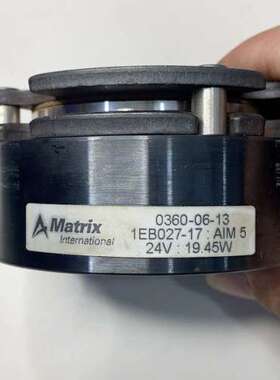 Matrix
International
0360-06-13
1EB027-17 : AIM 5
24V : 19.45W